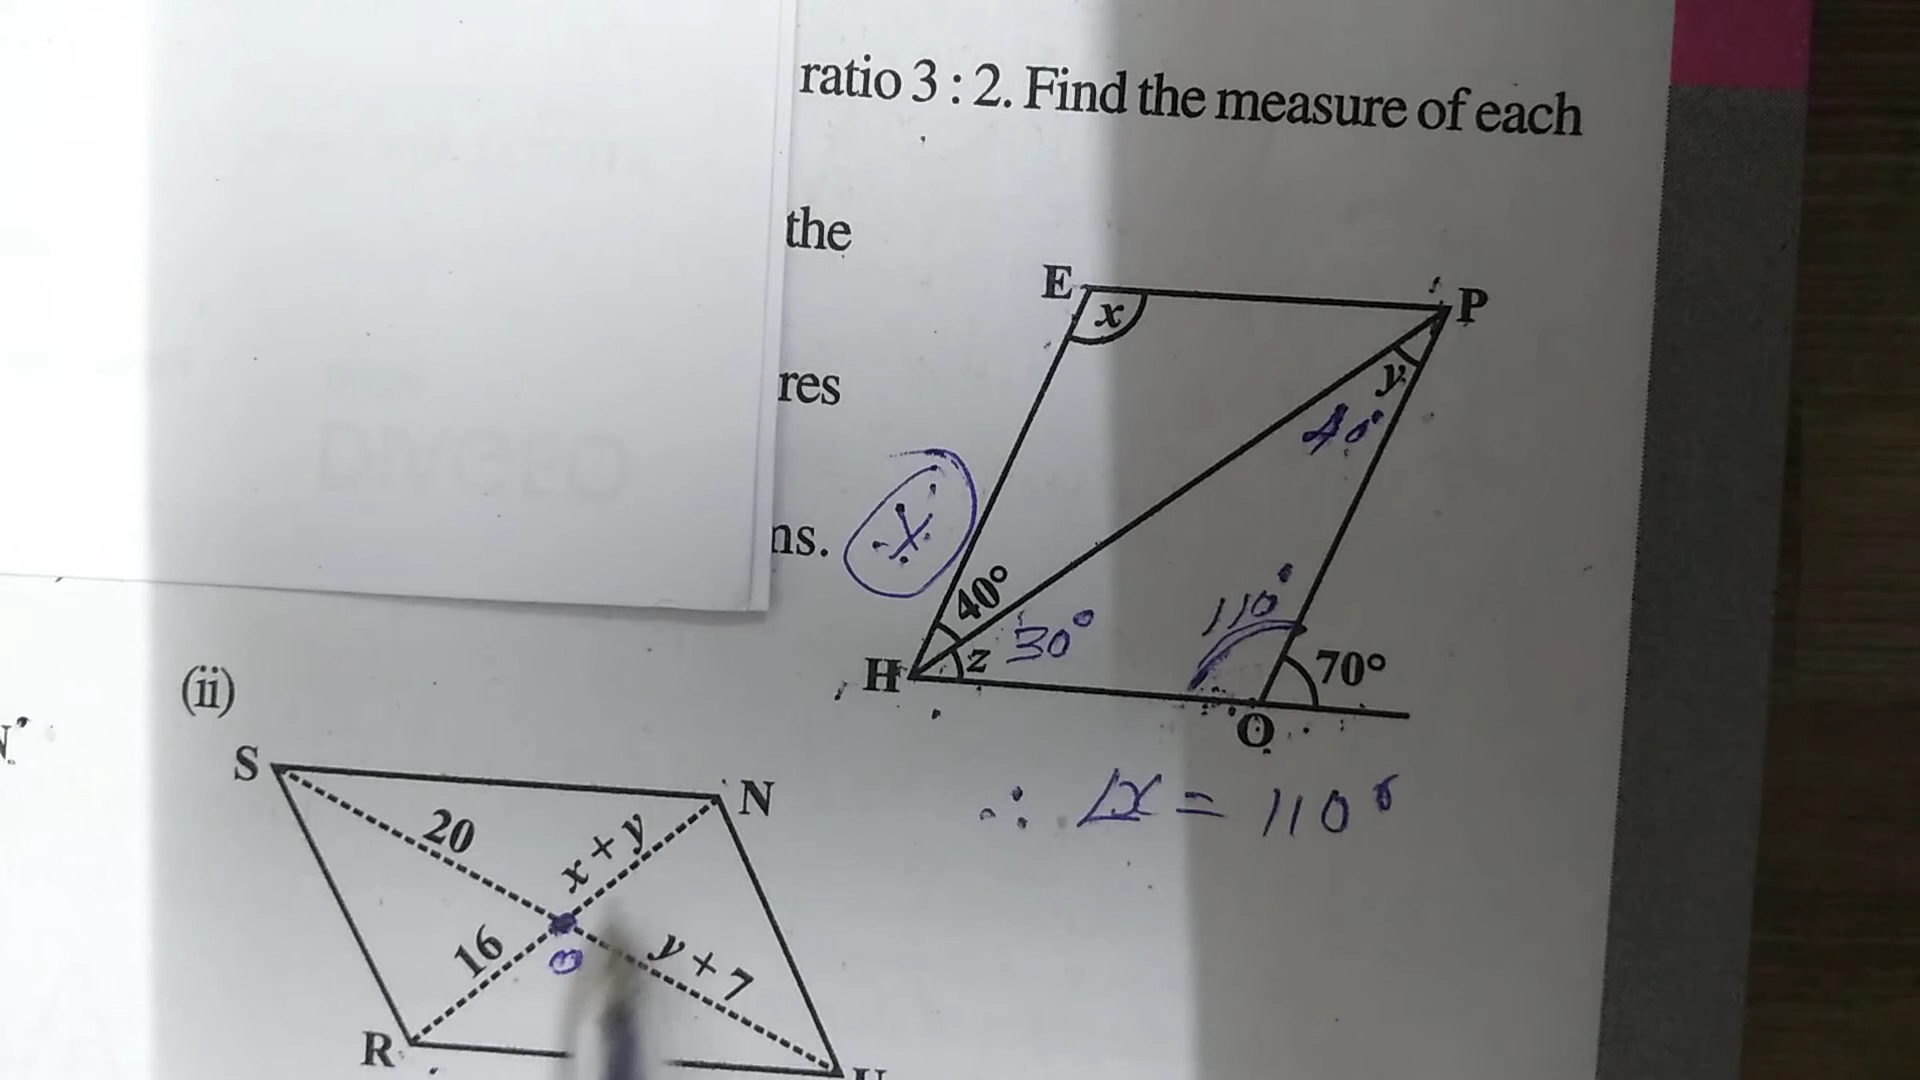 ratio 3 : 2. Find the measure of each
the
res
ns.
E
x
P
y
40°
40°
H
z
30°
110°
70°
O
∴ ∠x = 110°
(ii)
S
N
20
x + y
16
O
y + 7
R